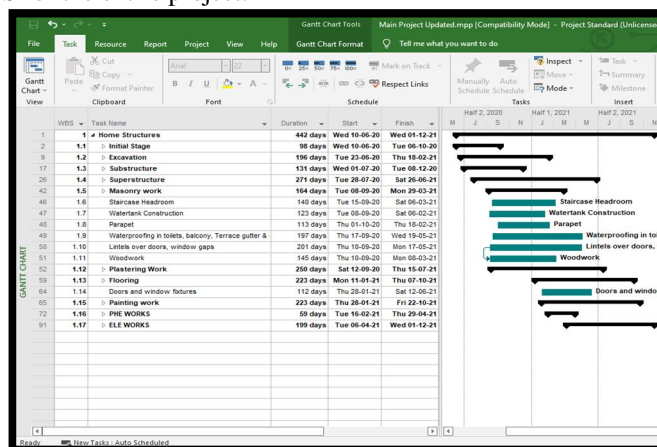 Gantt Chart Tools
Main Project Updated.mpp [Compatibility Mode] - Project Standard (Unlicense
File Task Resource Report Project View Help Gantt Chart Format Tell me what you want to do
Gantt Chart
View
Paste
Cut
Copy
Format Painter
Clipboard
Arial 22
B I U A
Font
0% 25% 50% 75% 100%
Mark on Track
Respect Links
Schedule
Manually Schedule
Auto Schedule
Inspect
Move
Mode
Tasks
Task
Summary
Milestone
Insert
WBS Task Name Duration Start Finish
Half 2, 2020 Half 1, 2021 Half 2, 2021
M J S N J M M J S N
1 1 Home Structures 442 days Wed 10-06-20 Wed 01-12-21
2 1.1 Initial Stage 98 days Wed 10-06-20 Tue 06-10-20
9 1.2 Excavation 196 days Tue 23-06-20 Thu 18-02-21
17 1.3 Substructure 131 days Wed 01-07-20 Tue 08-12-20
26 1.4 Superstructure 271 days Tue 28-07-20 Sat 26-06-21
42 1.5 Masonry work 164 days Tue 08-09-20 Mon 29-03-21
46 1.6 Staircase Headroom 140 days Tue 15-09-20 Sat 06-03-21 Staircase Headroom
47 1.7 Watertank Construction 123 days Tue 08-09-20 Sat 06-02-21 Watertank Construction
48 1.8 Parapet 113 days Thu 01-10-20 Thu 18-02-21 Parapet
49 1.9 Waterproofing in toilets, balcony, Terrace gutter & 197 days Thu 17-09-20 Wed 19-05-21 Waterproofing in toi
50 1.10 Lintels over doors, window gaps 201 days Thu 10-09-20 Mon 17-05-21 Lintels over doors,
51 1.11 Woodwork 145 days Thu 10-09-20 Mon 08-03-21 Woodwork
52 1.12 Plastering Work 250 days Sat 12-09-20 Thu 15-07-21
59 1.13 Flooring 223 days Mon 11-01-21 Thu 07-10-21
64 1.14 Doors and window fixtures 112 days Thu 28-01-21 Sat 12-06-21 Doors and windo
65 1.15 Painting work 223 days Thu 28-01-21 Fri 22-10-21
72 1.16 PHE WORKS 59 days Tue 16-02-21 Thu 29-04-21
91 1.17 ELE WORKS 199 days Tue 06-04-21 Wed 01-12-21
GANTT CHART
Ready New Tasks : Auto Scheduled